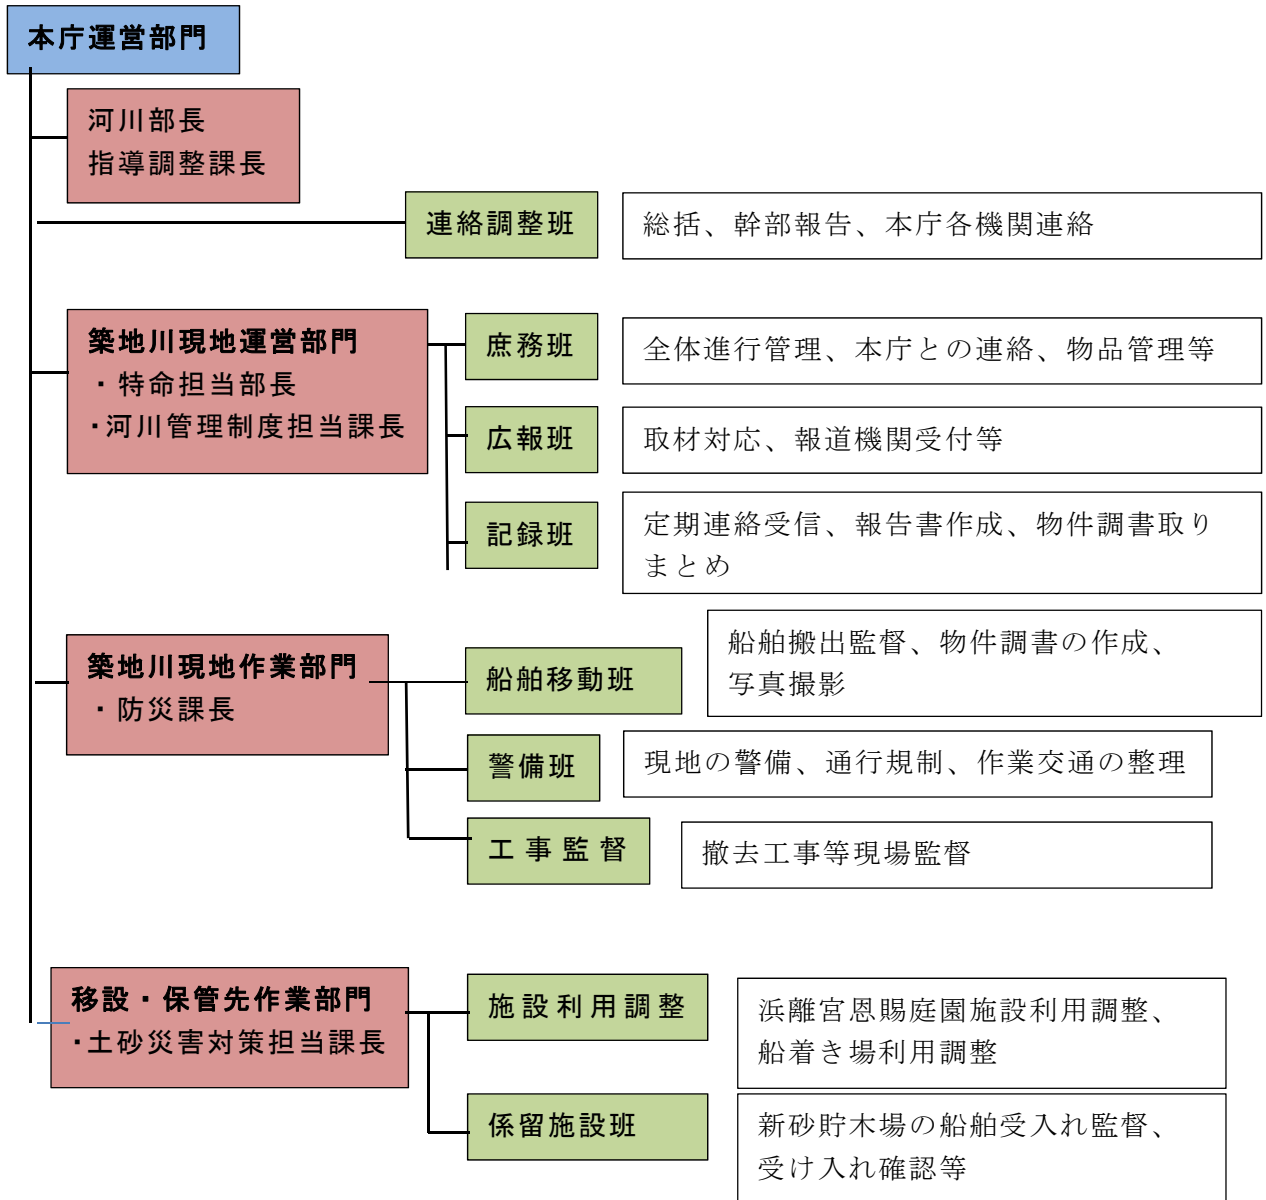 本庁運営部門
河川部長
指導調整課長
連絡調整班
総括、幹部報告、本庁各機関連絡
築地川現地運営部門
・特命担当部長
・河川管理制度担当課長
庶務班
全体進行管理、本庁との連絡、物品管理等
広報班
取材対応、報道機関受付等
記録班
定期連絡受信、報告書作成、物件調書取り
まとめ
築地川現地作業部門
・防災課長
船舶移動班
船舶搬出監督、物件調書の作成、
写真撮影
警備班
現地の警備、通行規制、作業交通の整理
工事監督
撤去工事等現場監督
移設・保管先作業部門
・土砂災害対策担当課長
施設利用調整
浜離宮恩賜庭園施設利用調整、
船着き場利用調整
係留施設班
新砂貯木場の船舶受入れ監督、
受け入れ確認等